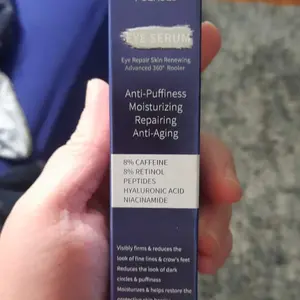 EYE SERUM
Eye Repair Skin Renewing
Advanced 360° Roller
Anti-Puffiness
Moisturizing
Repairing
Anti-Aging
8% CAFFEINE
8% RETINOL
PEPTIDES
HYALURONIC ACID
NIACINAMIDE
Visibly firms & reduces the
look of fine lines & crow's feet
Reduces the look of dark
circles & puffiness
Moisturizes & helps restore the